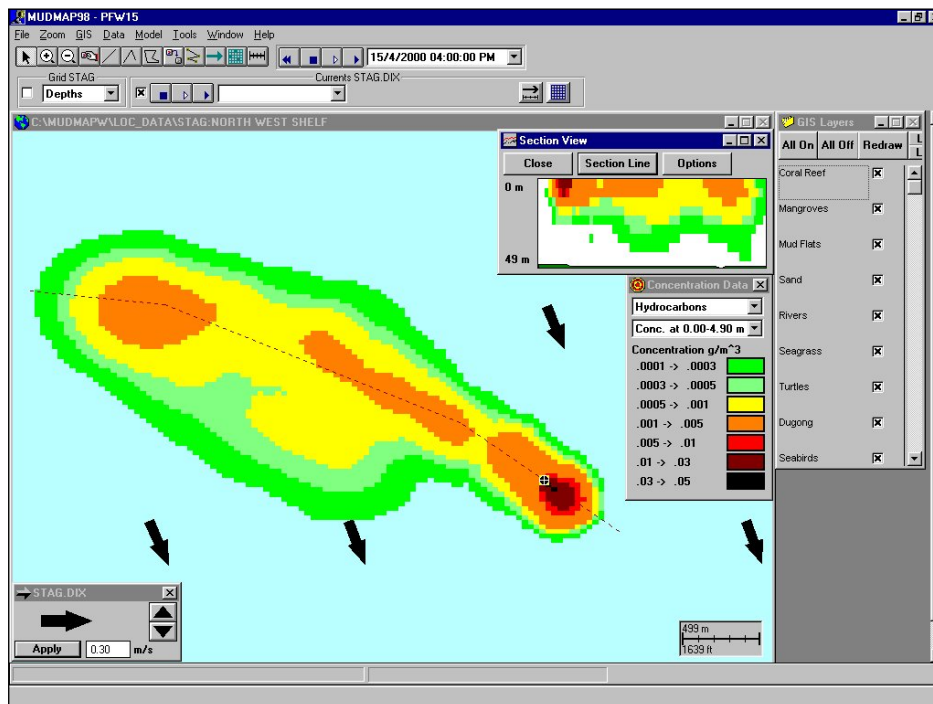 MUDMAP98 - PFW15
File Zoom GIS Data Model Tools Window Help
15/4/2000 04:00:00 PM
Grid STAG
Currents STAG.DIX
Depths
C:\MUDMAPW\LOC_DATA\STAG:NORTH WEST SHELF
Section View
Close Section Line Options
0 m
49 m
Concentration Data
Hydrocarbons
Conc. at 0.00-4.90 m
Concentration g/m^3
.0001 -> .0003
.0003 -> .0005
.0005 -> .001
.001 -> .005
.005 -> .01
.01 -> .03
.03 -> .05
GIS Layers
All On All Off Redraw L
L
Coral Reef
Mangroves
Mud Flats
Sand
Rivers
Seagrass
Turtles
Dugong
Seabirds
STAG.DIX
Apply 0.30 m/s
499 m
1639 ft